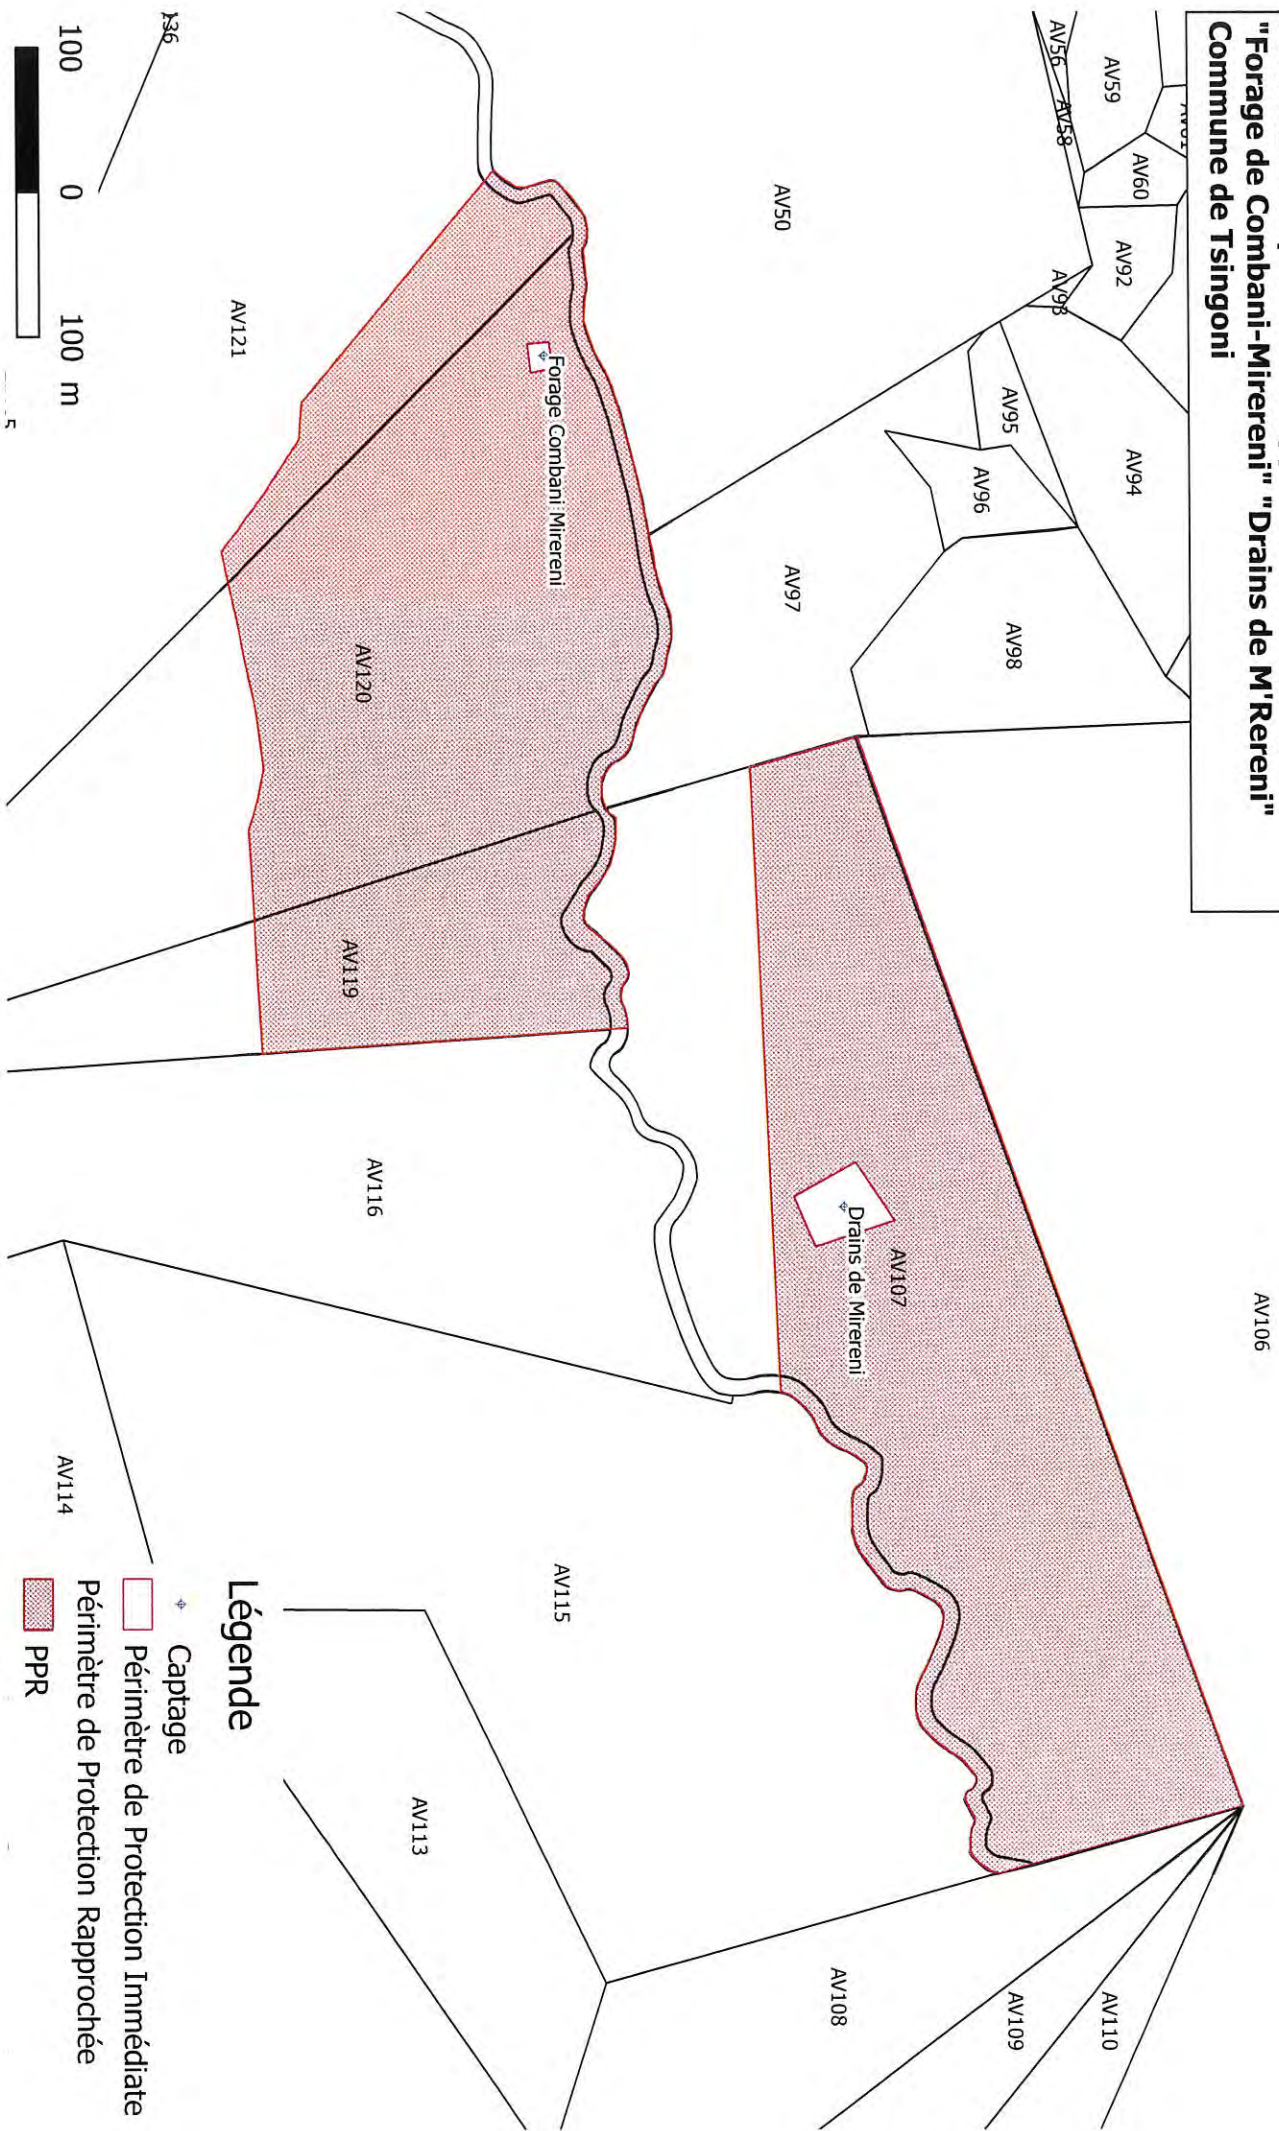 "Forage de Combani-Mirereni" "Drains de M'Rereni"
Commune de Tsingoni
AV56
AV59
AV58
AV60
AV92
AV93
AV94
AV95
AV96
AV98
AV50
AV97
AV106
Forage Combani Mirereni
AV121
AV120
AV119
AV107
Drains de Mirereni
AV116
AV115
AV114
AV113
AV108
AV109
AV110
100 0 100 m
Légende
Captage
Périmètre de Protection Immédiate
Périmètre de Protection Rapprochée
PPR